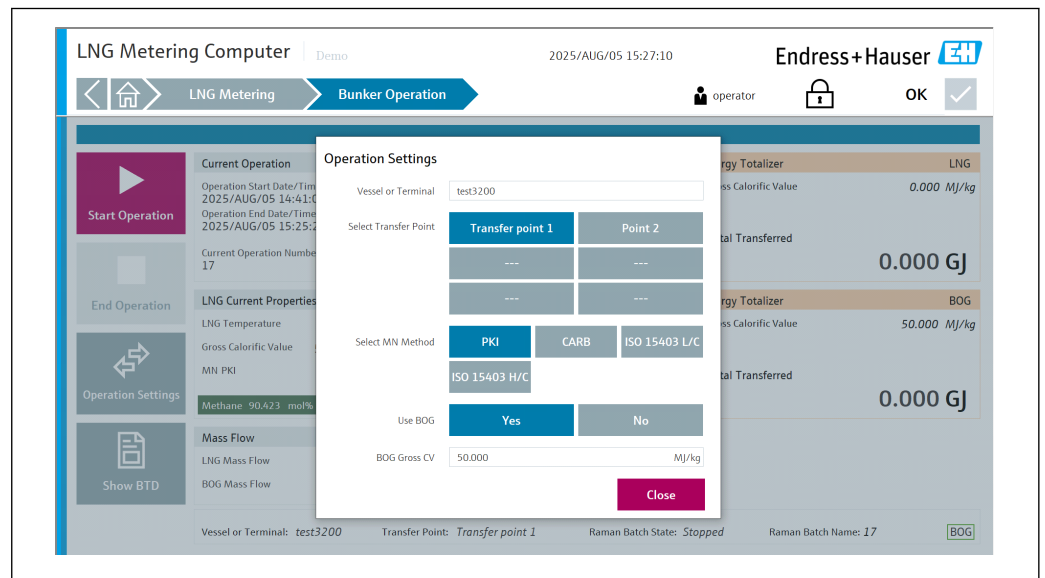 LNG Metering Computer
Demo
2025/AUG/05 15:27:10
Endress+Hauser EH
LNG Metering
Bunker Operation
operator
OK
Start Operation
End Operation
Operation Settings
Show BTD
Current Operation
Operation Start Date/Tim
2025/AUG/05 14:41:0
Operation End Date/Time
2025/AUG/05 15:25:2
Current Operation Numbe
17
LNG Current Properties
LNG Temperature
Gross Calorific Value
MN PKI
Methane 90.423 mol%
Mass Flow
LNG Mass Flow
BOG Mass Flow
Operation Settings
Vessel or Terminal test3200
Select Transfer Point Transfer point 1 Point 2
--- ---
--- ---
Select MN Method PKI CARB ISO 15403 L/C
ISO 15403 H/C
Use BOG Yes No
BOG Gross CV 50.000 MJ/kg
Close
rgy Totalizer LNG
ss Calorific Value 0.000 MJ/kg
tal Transferred
0.000 GJ
rgy Totalizer BOG
ss Calorific Value 50.000 MJ/kg
tal Transferred
0.000 GJ
Vessel or Terminal: test3200 Transfer Point: Transfer point 1 Raman Batch State: Stopped Raman Batch Name: 17 BOG